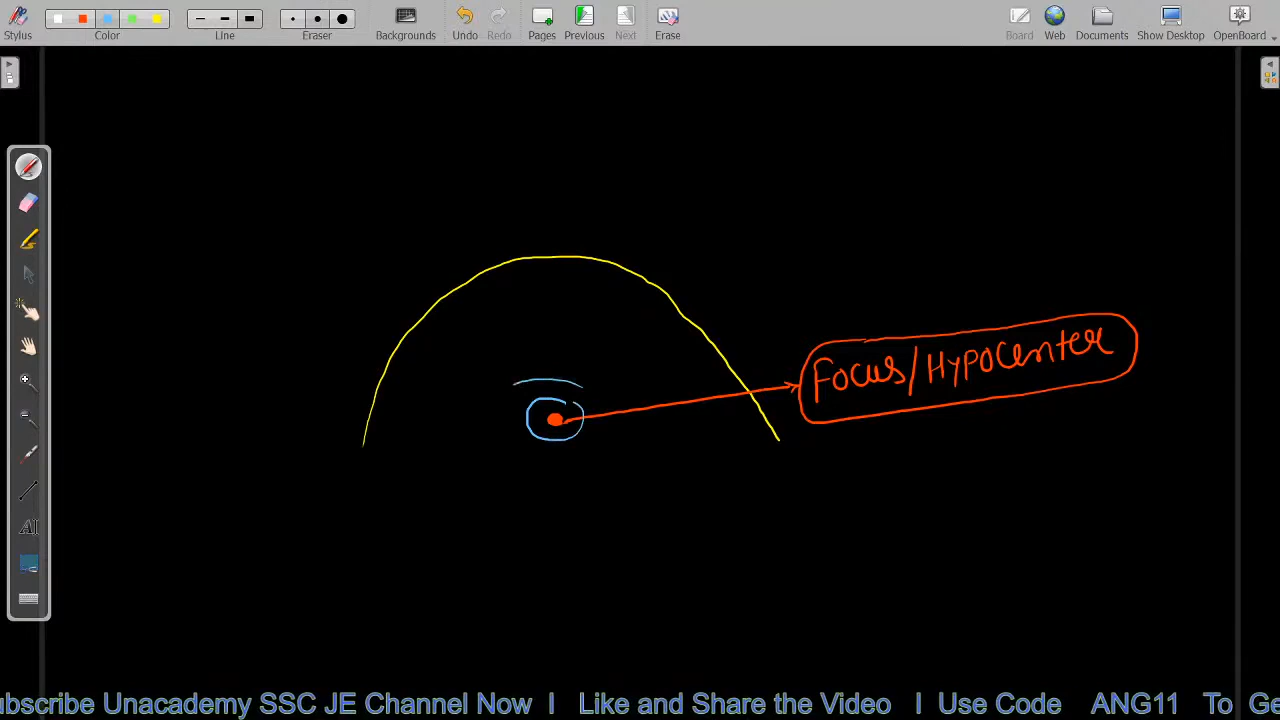 Stylus
Color
Line
Eraser
Backgrounds
Undo
Redo
Pages
Previous
Next
Erase
Board
Web
Documents
Show Desktop
OpenBoard
Focus/Hypocenter
ubscribe Unacademy SSC JE Channel Now I Like and Share the Video I Use Code ANG11 To Ge